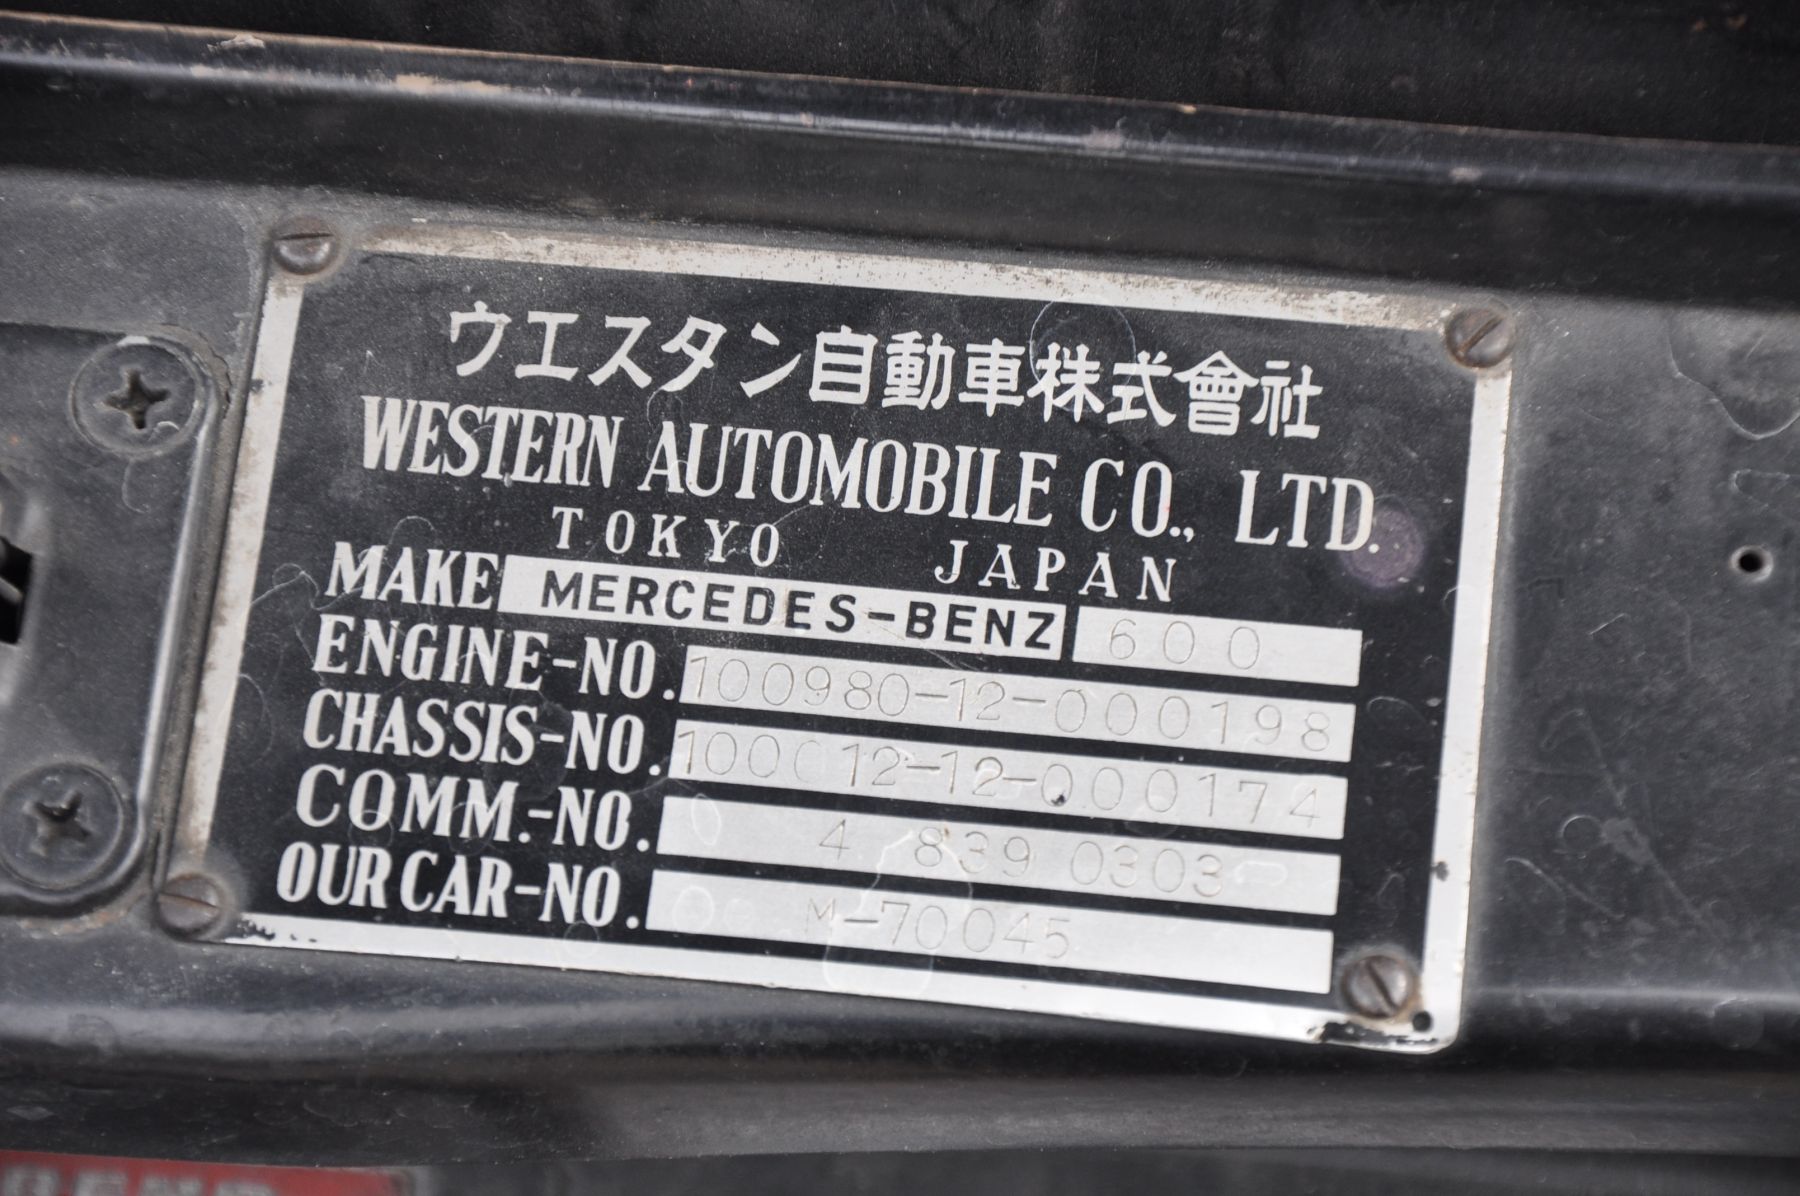 ウエスタン自動車株式會社
WESTERN AUTOMOBILE CO., LTD.
TOKYO JAPAN
MAKE MERCEDES-BENZ 600
ENGINE-NO. 100980-12-000198
CHASSIS-NO. 100012-12-000174
COMM.-NO. 4 839 0303
OUR CAR-NO. M-70045